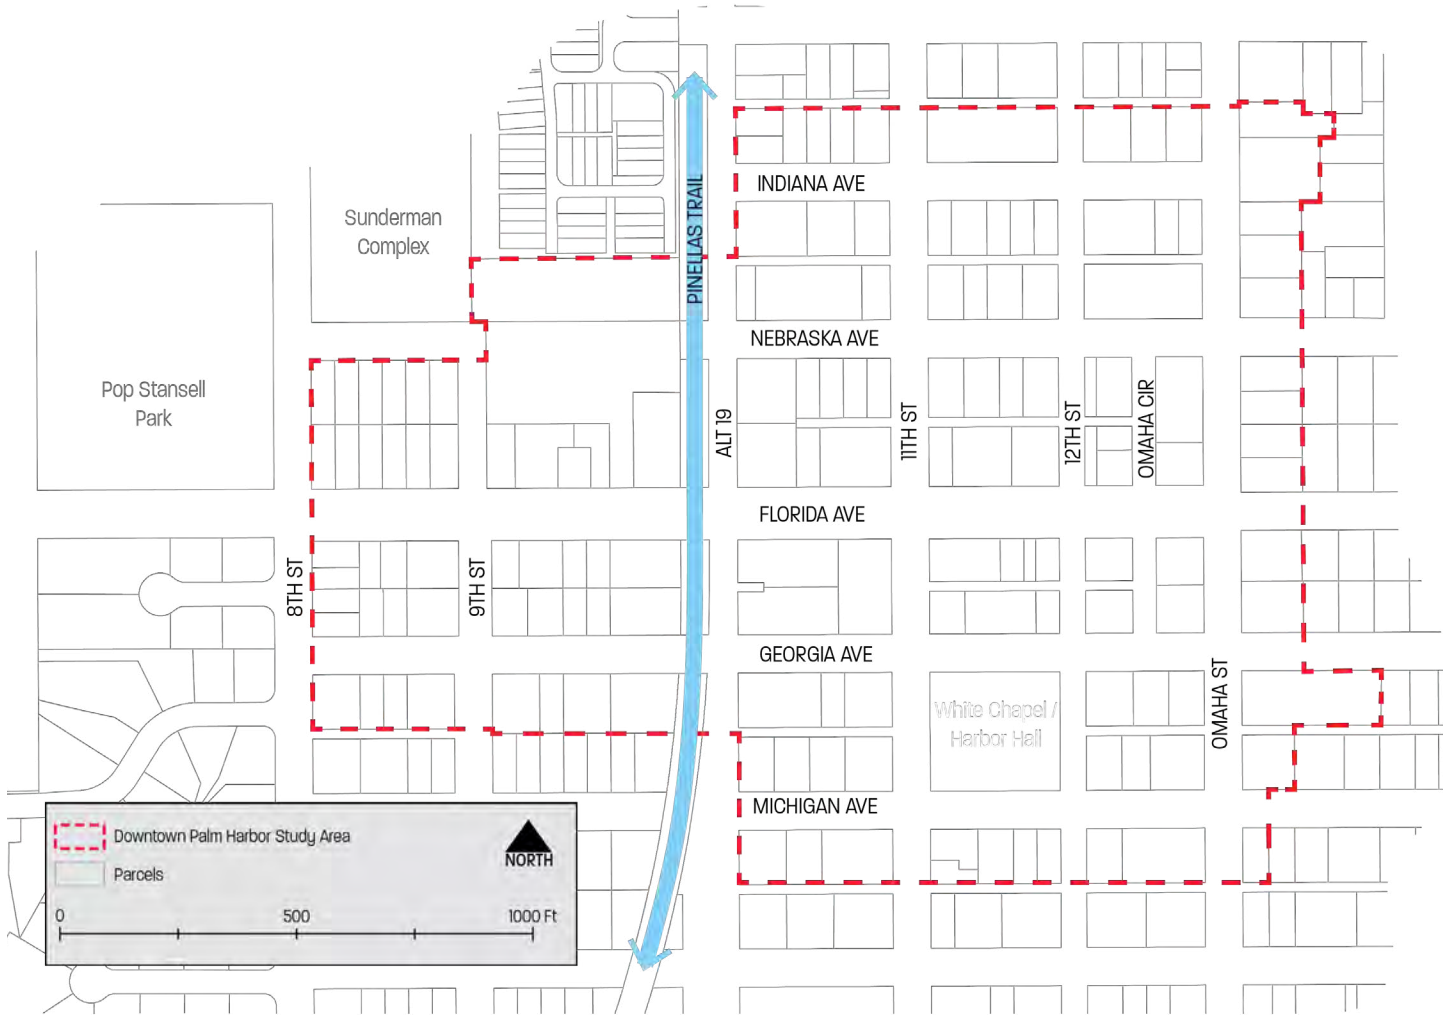 PINELLAS TRAIL
INDIANA AVE
Sunderman
Complex
NEBRASKA AVE
Pop Stansell
Park
ALT 19
11TH ST
12TH ST
OMAHA CIR
FLORIDA AVE
8TH ST
9TH ST
GEORGIA AVE
OMAHA ST
White Chapel /
Harbor Hall
MICHIGAN AVE
Downtown Palm Harbor Study Area
Parcels
NORTH
0 500 1000 Ft